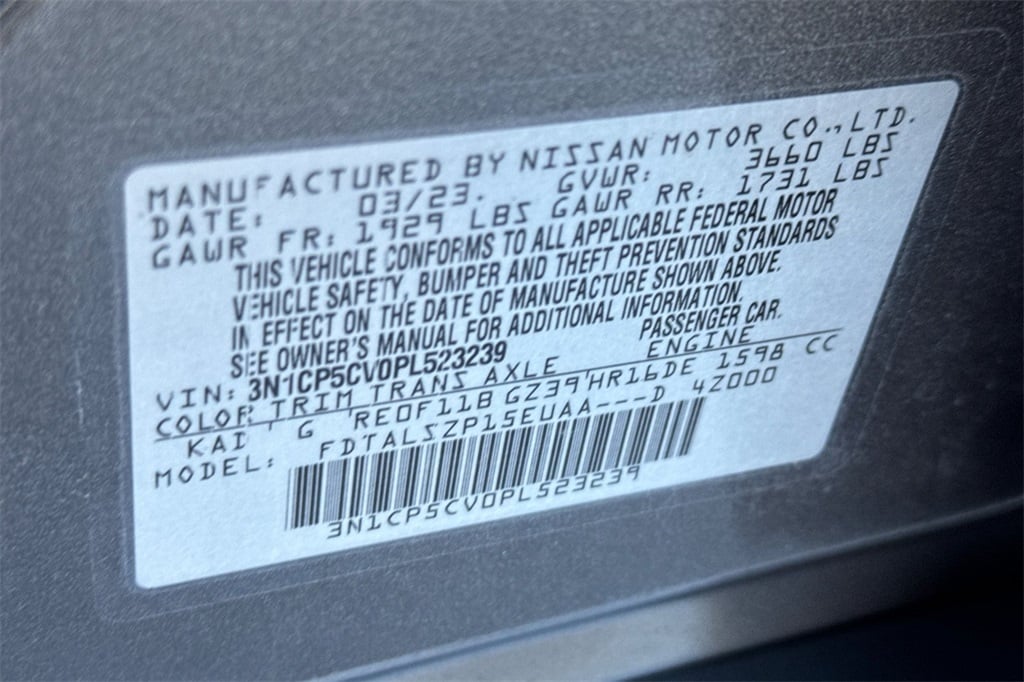 MANUFACTURED BY NISSAN MOTOR CO.,LTD.
DATE: 03/23. GVWR: 3660 LBS
GAWR FR: 1929 LBS GAWR RR: 1731 LBS
THIS VEHICLE CONFORMS TO ALL APPLICABLE FEDERAL MOTOR
VEHICLE SAFETY, BUMPER AND THEFT PREVENTION STANDARDS
IN EFFECT ON THE DATE OF MANUFACTURE SHOWN ABOVE.
SEE OWNER'S MANUAL FOR ADDITIONAL INFORMATION.
VIN: 3N1CP5CV0PL523239 PASSENGER CAR.
COLOR TRIM TRANS AXLE ENGINE
KAD G RE0F11B GZ39 HR16DE 1598 CC
MODEL: FDTALSZP15EUAA---D 4Z000
3N1CP5CV0PL523239